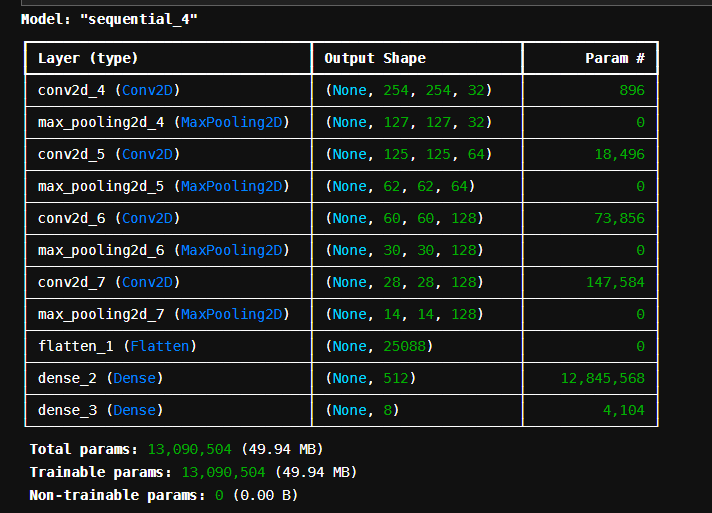 Model: "sequential_4"
Layer (type) Output Shape Param #
conv2d_4 (Conv2D) (None, 254, 254, 32) 896
max_pooling2d_4 (MaxPooling2D) (None, 127, 127, 32) 0
conv2d_5 (Conv2D) (None, 125, 125, 64) 18,496
max_pooling2d_5 (MaxPooling2D) (None, 62, 62, 64) 0
conv2d_6 (Conv2D) (None, 60, 60, 128) 73,856
max_pooling2d_6 (MaxPooling2D) (None, 30, 30, 128) 0
conv2d_7 (Conv2D) (None, 28, 28, 128) 147,584
max_pooling2d_7 (MaxPooling2D) (None, 14, 14, 128) 0
flatten_1 (Flatten) (None, 25088) 0
dense_2 (Dense) (None, 512) 12,845,568
dense_3 (Dense) (None, 8) 4,104
Total params: 13,090,504 (49.94 MB)
Trainable params: 13,090,504 (49.94 MB)
Non-trainable params: 0 (0.00 B)